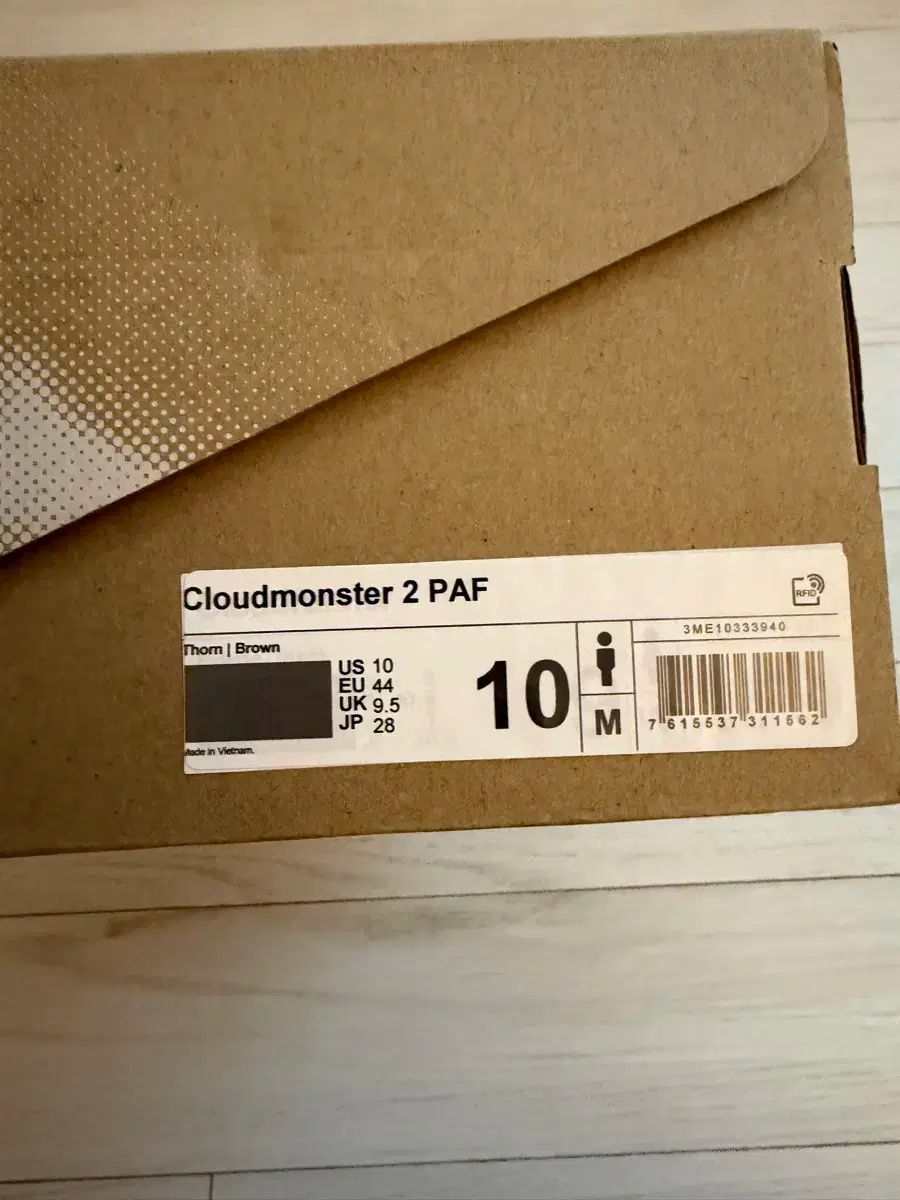 Cloudmonster 2 PAF
RFID
3ME10333940
Thorn | Brown
US 10
EU 44
UK 9.5
JP 28
10
M
7 615537 311562
Made in Vietnam.